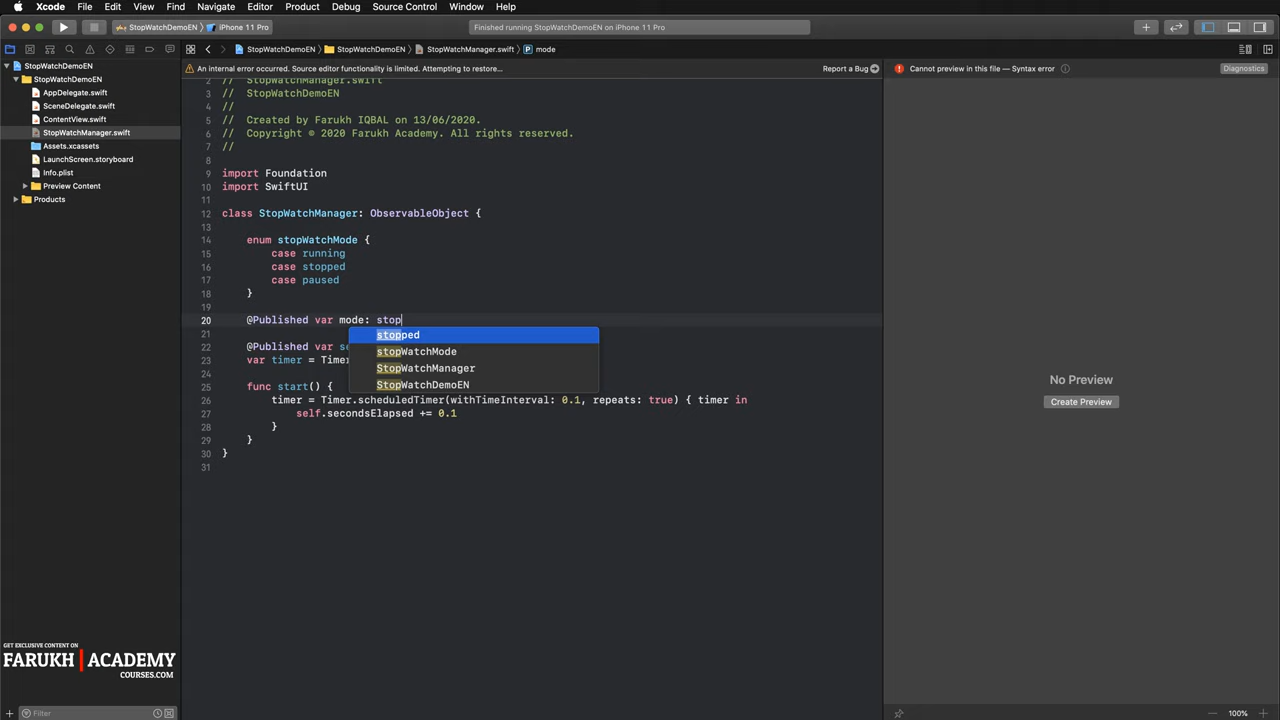 Xcode File Edit View Find Navigate Editor Product Debug Source Control Window Help
StopWatchDemoEN iPhone 11 Pro Finished running StopWatchDemoEN on iPhone 11 Pro
StopWatchDemoEN StopWatchDemoEN StopWatchManager.swift mode
An internal error occurred. Source editor functionality is limited. Attempting to restore... Report a Bug
Cannot preview in this file — Syntax error Diagnostics
StopWatchDemoEN
StopWatchDemoEN
AppDelegate.swift
SceneDelegate.swift
ContentView.swift
StopWatchManager.swift
Assets.xcassets
LaunchScreen.storyboard
Info.plist
Preview Content
Products
2 // StopWatchManager.swift
3 // StopWatchDemoEN
4 //
5 // Created by Farukh IQBAL on 13/06/2020.
6 // Copyright © 2020 Farukh Academy. All rights reserved.
7 //
8
9 import Foundation
10 import SwiftUI
11
12 class StopWatchManager: ObservableObject {
13
14 enum stopWatchMode {
15 case running
16 case stopped
17 case paused
18 }
19
20 @Published var mode: stop
21
stopped
22 @Published var se
stopWatchMode
23 var timer = Timer
StopWatchManager
24
StopWatchDemoEN
25 func start() {
26 timer = Timer.scheduledTimer(withTimeInterval: 0.1, repeats: true) { timer in
27 self.secondsElapsed += 0.1
28 }
29 }
30 }
31
No Preview
Create Preview
GET EXCLUSIVE CONTENT ON
FARUKH ACADEMY
COURSES.COM
Filter
100%